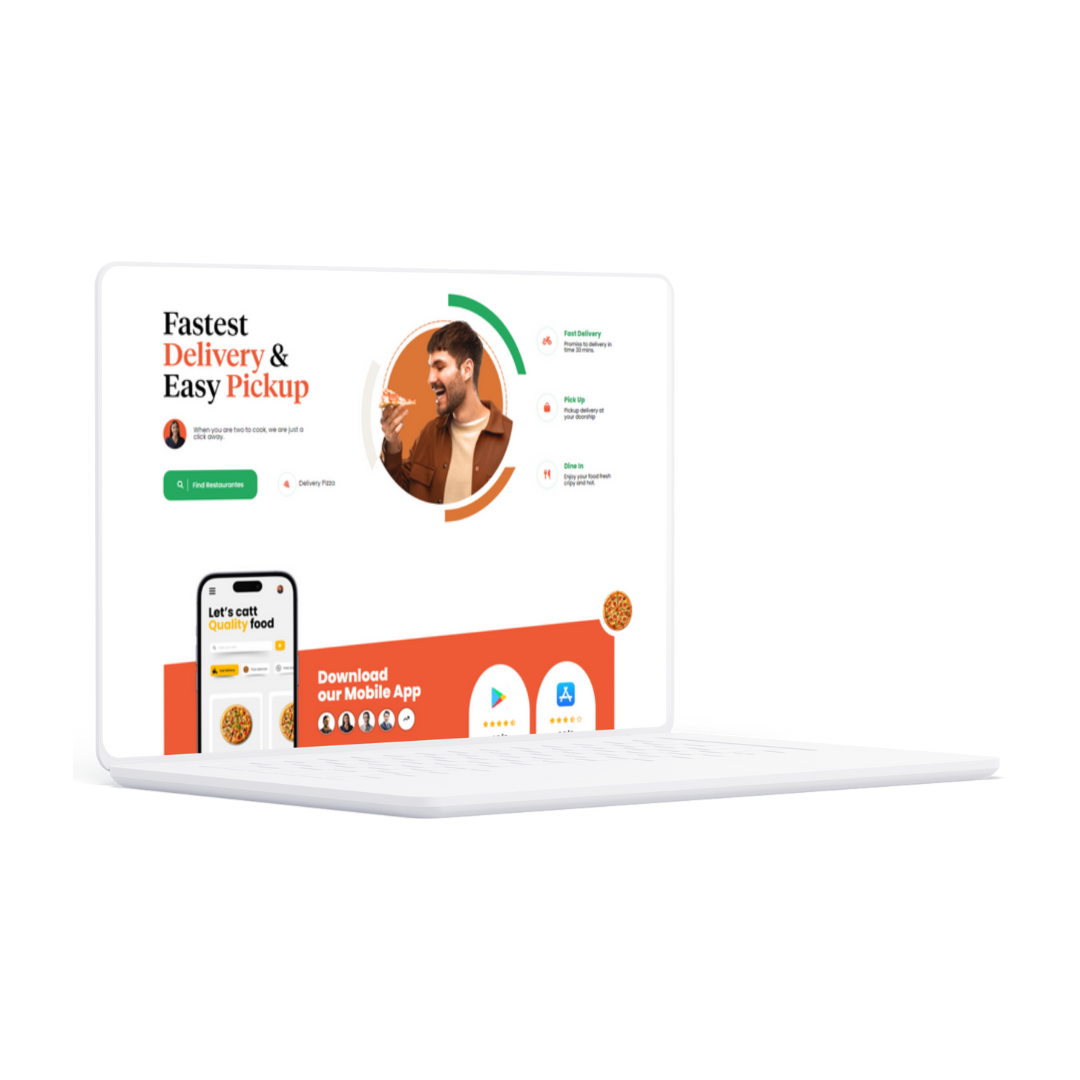 Fastest
Delivery &
Easy Pickup
When you are two to cook, we are just a
click away.
Find Restaurantes
Delivery Pizza
Fast Delivery
Promiss to delivery in
time 30 mins.
Pick Up
Pickup delivery at
your doorship
Dine In
Enjoy your food fresh
cripy and hot.
Let's catt
Quality food
Download
our Mobile App